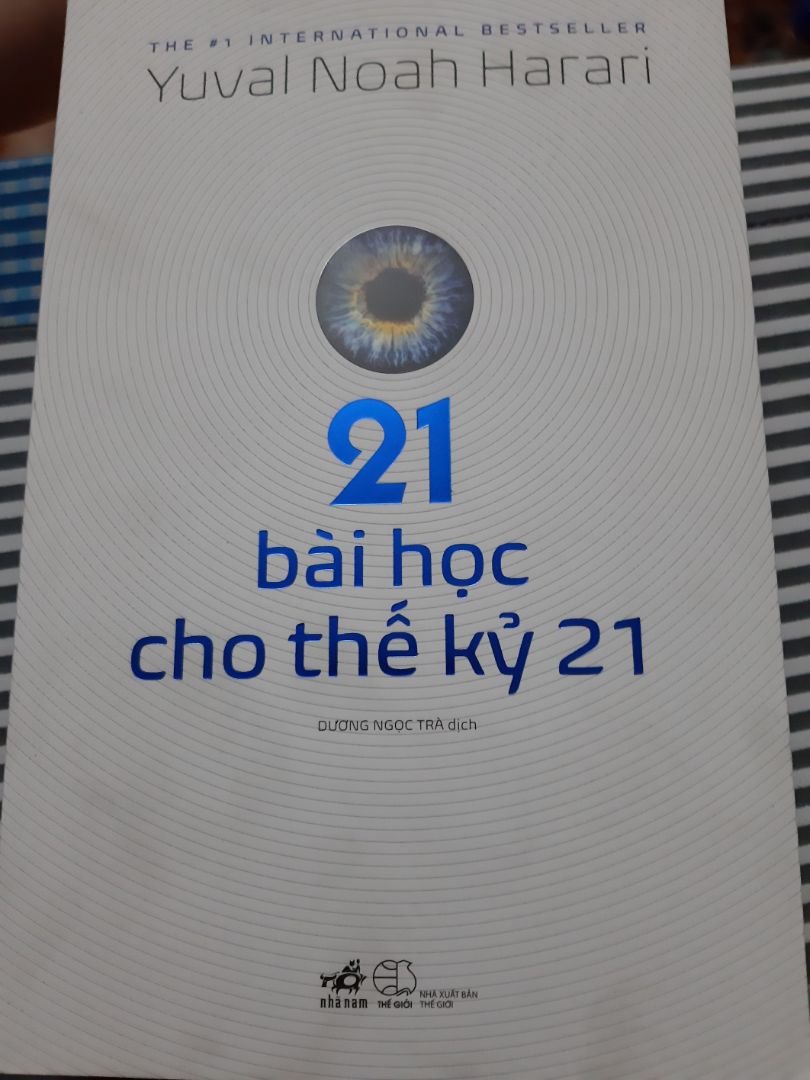 THE #1 INTERNATIONAL BESTSELLER
Yuval Noah Harari
21
bài học
cho thế kỷ 21
DƯƠNG NGỌC TRÀ dịch
nhã nam
THẾ GIỚI
NHÀ XUẤT BẢN
THẾ GIỚI